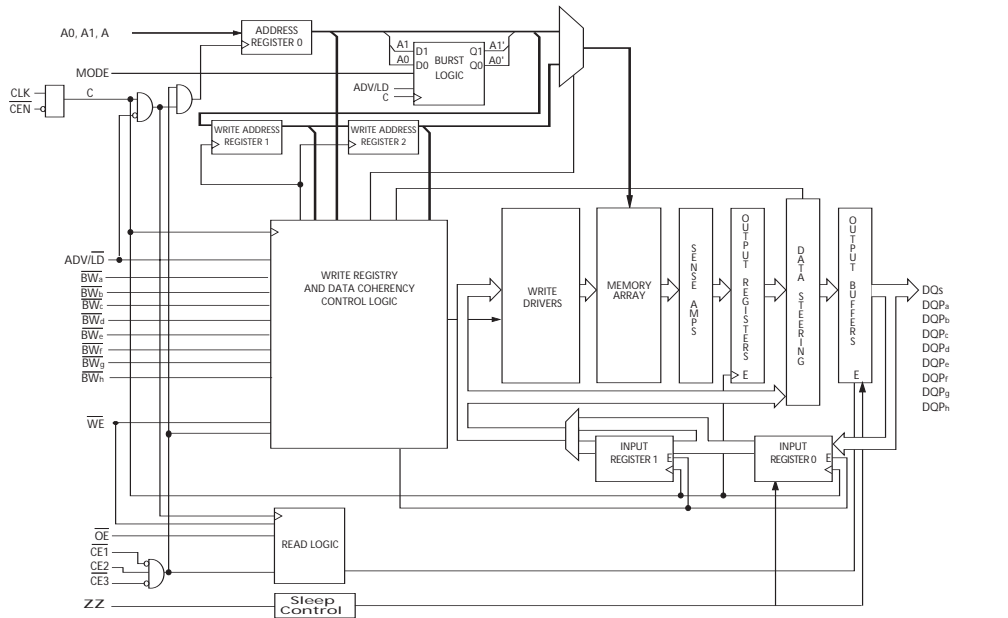 A0, A1, A
ADDRESS
REGISTER 0
MODE
A1
A0
D1
D0
BURST
LOGIC
Q1
Q0
A1'
A0'
ADV/LD
C
CLK
CEN
C
WRITE ADDRESS
REGISTER 1
WRITE ADDRESS
REGISTER 2
ADV/LD
BWa
BWb
BWc
BWd
BWe
BWf
BWg
BWh
WE
WRITE REGISTRY
AND DATA COHERENCY
CONTROL LOGIC
WRITE
DRIVERS
MEMORY
ARRAY
SENSE AMPS
OUTPUT REGISTERS
E
DATA STEERING
OUTPUT BUFFERS
E
DQs
DQPa
DQPb
DQPc
DQPd
DQPe
DQPf
DQPg
DQPh
INPUT
REGISTER 1
E
INPUT
REGISTER 0
E
OE
CE1
CE2
CE3
READ LOGIC
ZZ
Sleep
Control